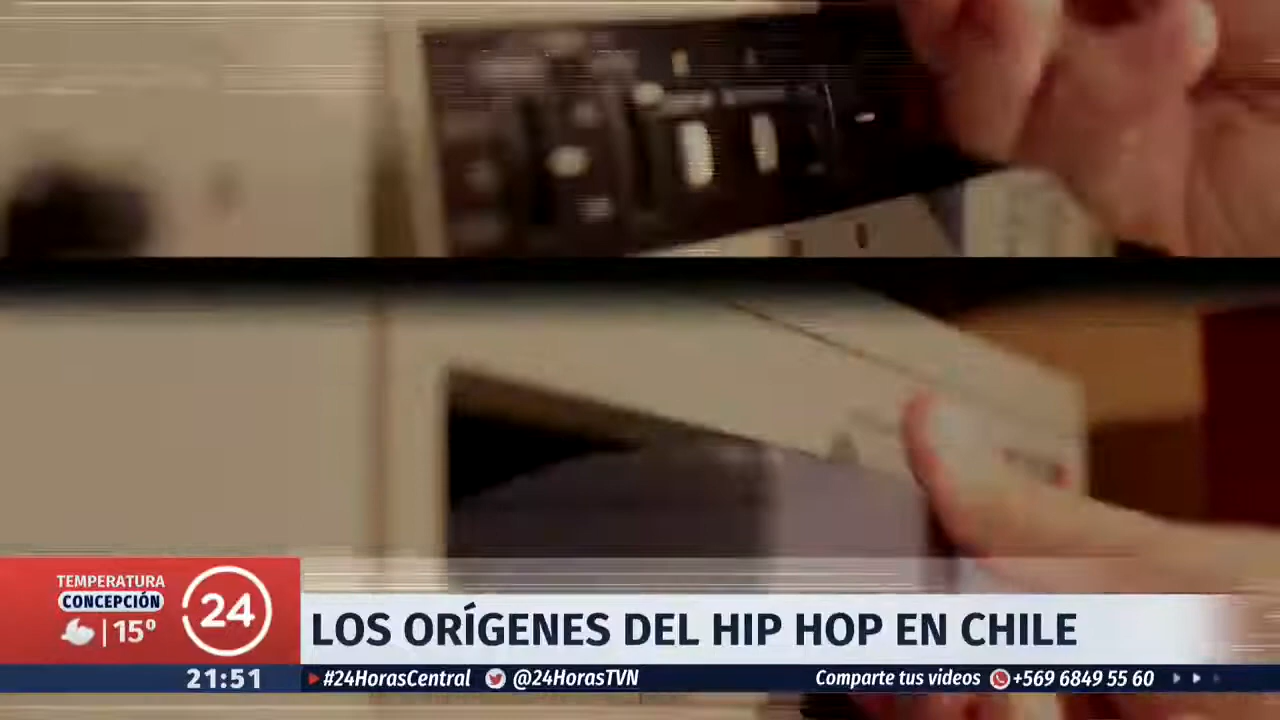 TEMPERATURA
CONCEPCIÓN
15º
24
LOS ORÍGENES DEL HIP HOP EN CHILE
21:51
#24HorasCentral
@24HorasTVN
Comparte tus videos
+569 6849 55 60